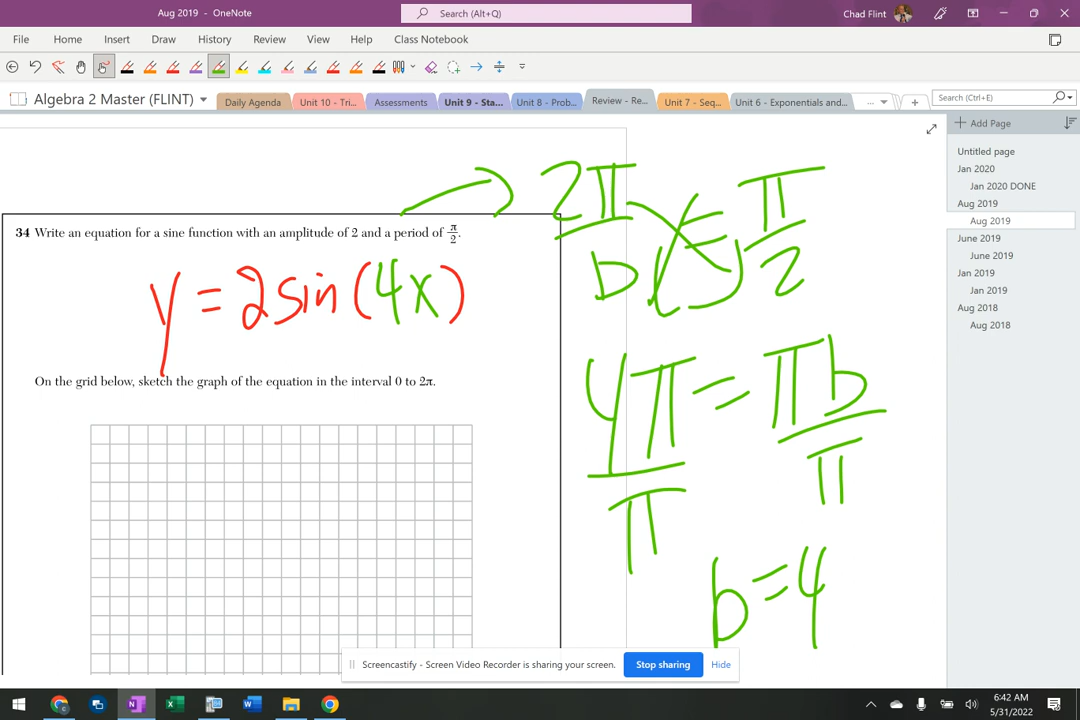 Aug 2019 - OneNote
Search (Alt+Q)
Chad Flint
File Home Insert Draw History Review View Help Class Notebook
Algebra 2 Master (FLINT)
Daily Agenda
Unit 10 - Tri...
Assessments
Unit 9 - Sta...
Unit 8 - Prob...
Review - Re...
Unit 7 - Seq...
Unit 6 - Exponentials and...
...
Search (Ctrl+E)
Add Page
Untitled page
Jan 2020
Jan 2020 DONE
Aug 2019
Aug 2019
June 2019
June 2019
Jan 2019
Jan 2019
Aug 2018
Aug 2018
34 Write an equation for a sine function with an amplitude of 2 and a period of π/2.
y = 2 sin (4x)
On the grid below, sketch the graph of the equation in the interval 0 to 2π.
2π/b = π/2
4π/π = πb/π
b = 4
Screencastify - Screen Video Recorder is sharing your screen.
Stop sharing
Hide
6:42 AM
5/31/2022